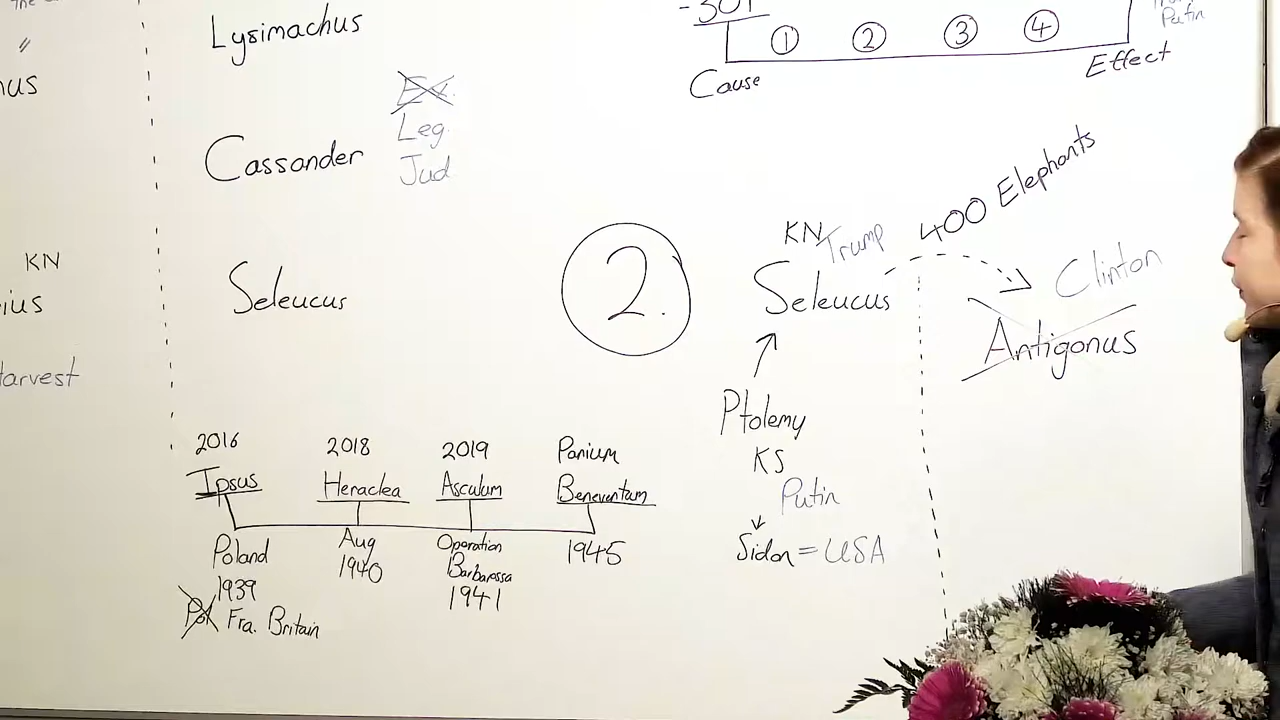 "
KN
Harvest
Lysimachus
Cassander
Ex.
Leg.
Jud
Seleucus
2016 2018 2019 Panium
Ipsus Heraclea Asculum Beneventum
Poland Aug Operation 1945
1939 1940 Barbarossa
1941
Pol Fra. Britain
2.
-301
① ② ③ ④
Cause Effect
Putin
400 Elephants
KN Trump
Seleucus Clinton
Antigonus
Ptolemy
KS
Putin
Sidon = USA